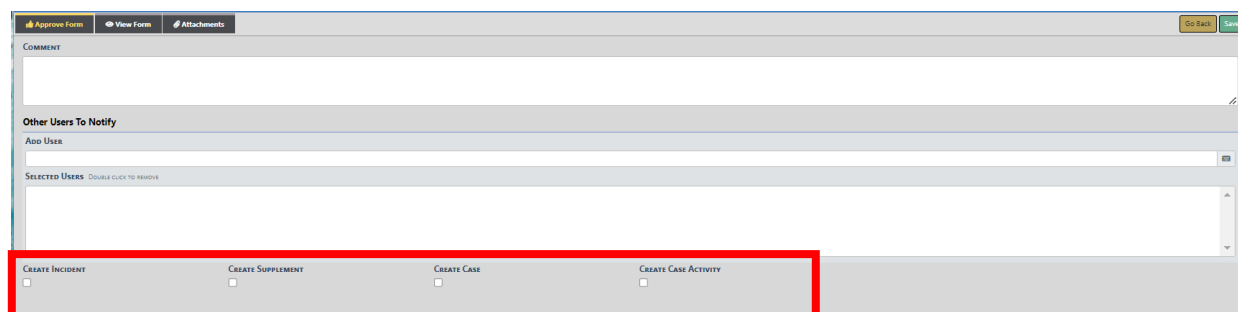 Approve Form View Form Attachments Go Back Save
Comment
Other Users To Notify
Add User
Selected Users Double click to remove
Create Incident Create Supplement Create Case Create Case Activity